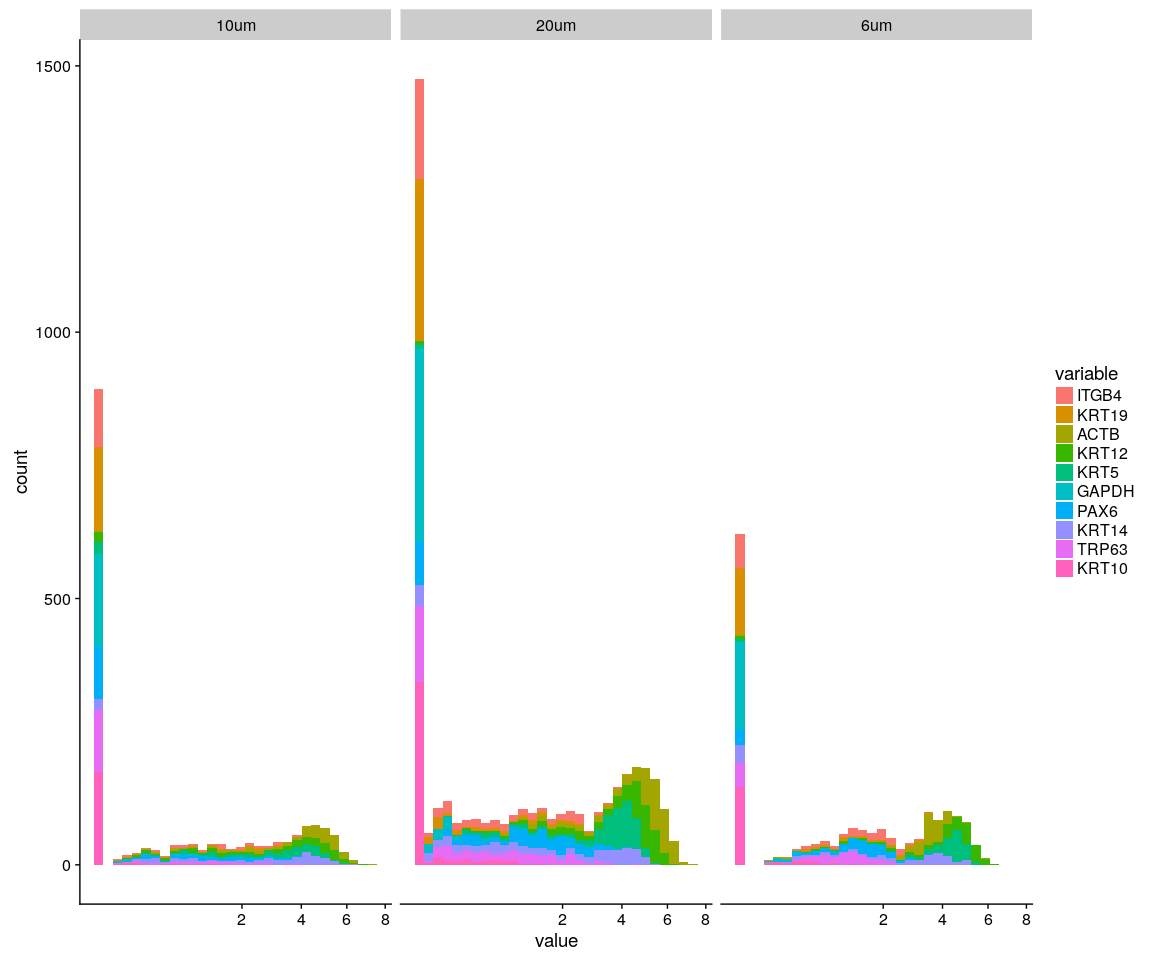 10um 20um 6um
1500
1000
500
0
count
2 4 6 8 2 4 6 8 2 4 6 8
value
variable
ITGB4
KRT19
ACTB
KRT12
KRT5
GAPDH
PAX6
KRT14
TRP63
KRT10